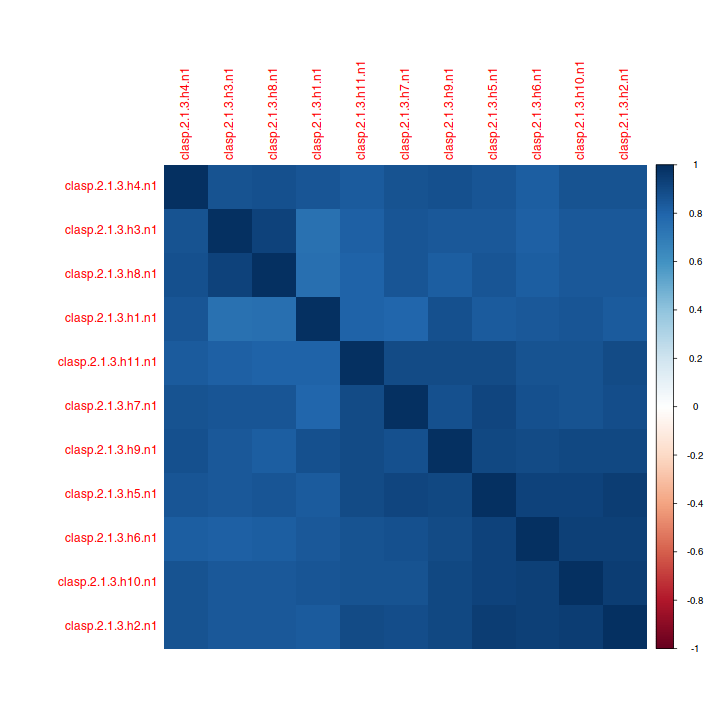 clasp.2.1.3.h4.n1
clasp.2.1.3.h3.n1
clasp.2.1.3.h8.n1
clasp.2.1.3.h1.n1
clasp.2.1.3.h11.n1
clasp.2.1.3.h7.n1
clasp.2.1.3.h9.n1
clasp.2.1.3.h5.n1
clasp.2.1.3.h6.n1
clasp.2.1.3.h10.n1
clasp.2.1.3.h2.n1
clasp.2.1.3.h4.n1
clasp.2.1.3.h3.n1
clasp.2.1.3.h8.n1
clasp.2.1.3.h1.n1
clasp.2.1.3.h11.n1
clasp.2.1.3.h7.n1
clasp.2.1.3.h9.n1
clasp.2.1.3.h5.n1
clasp.2.1.3.h6.n1
clasp.2.1.3.h10.n1
clasp.2.1.3.h2.n1
1
0.8
0.6
0.4
0.2
0
-0.2
-0.4
-0.6
-0.8
-1